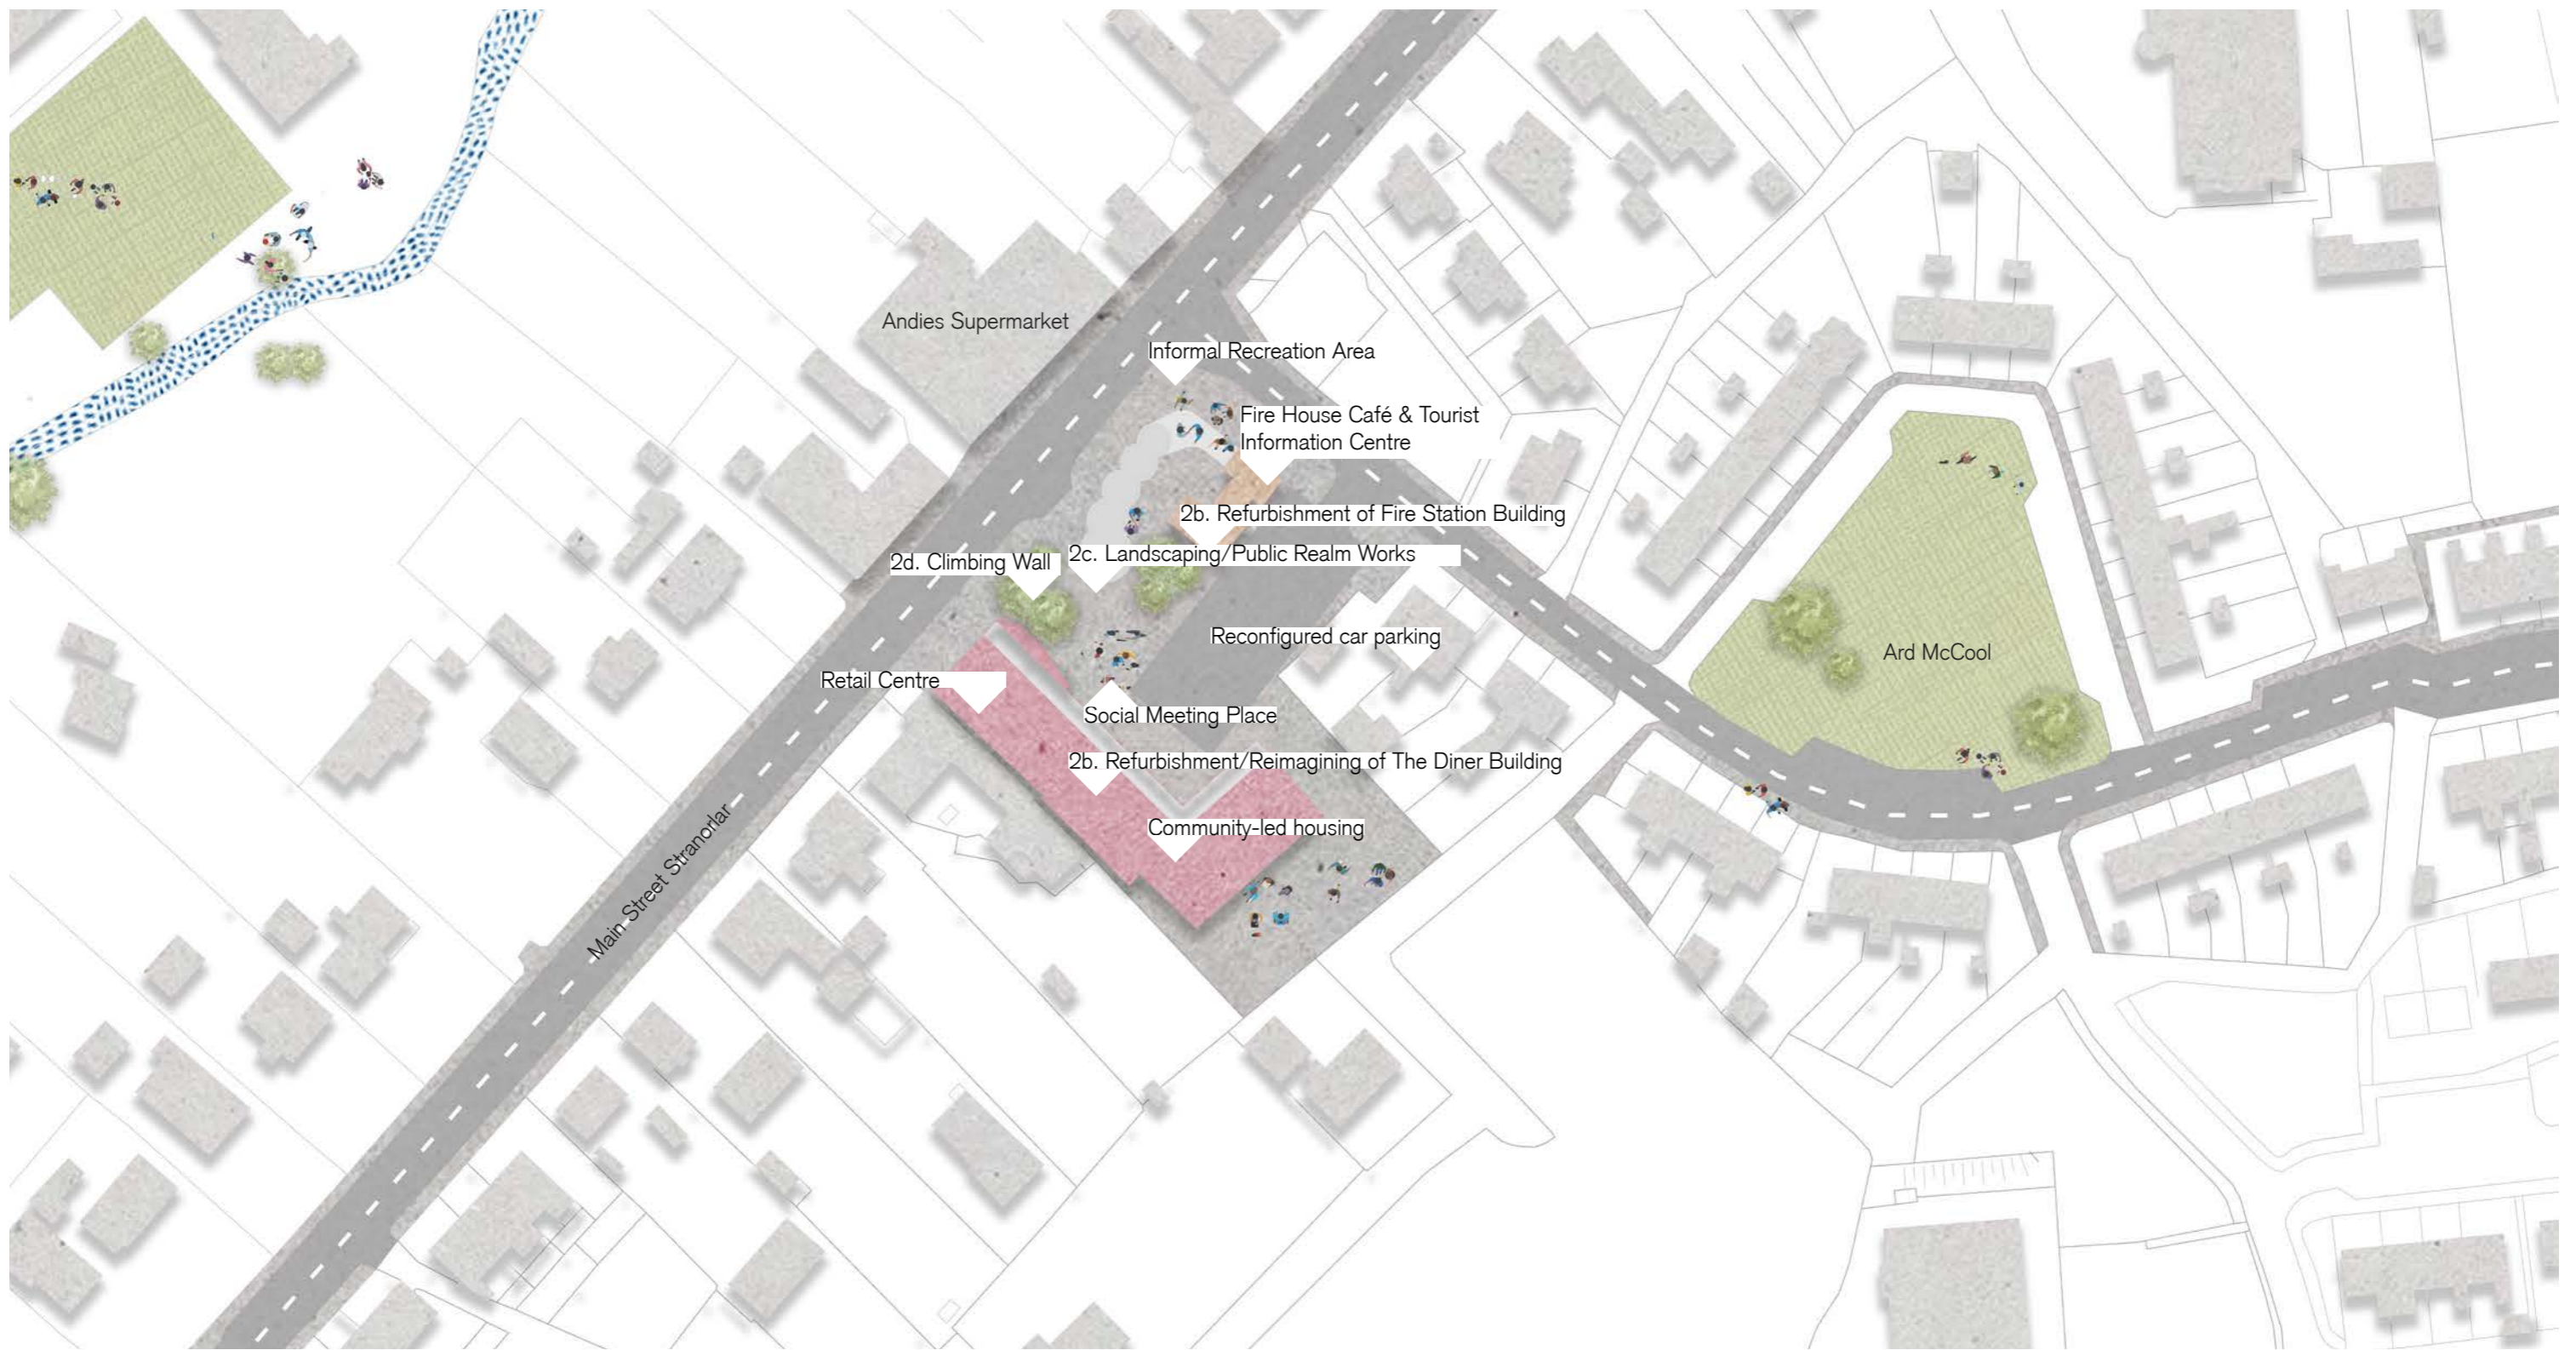 Andies Supermarket
Informal Recreation Area
Fire House Café & Tourist
Information Centre
2b. Refurbishment of Fire Station Building
2c. Landscaping/Public Realm Works
2d. Climbing Wall
Reconfigured car parking
Ard McCool
Retail Centre
Social Meeting Place
2b. Refurbishment/Reimagining of The Diner Building
Community-led housing
Main Street Stranorlar